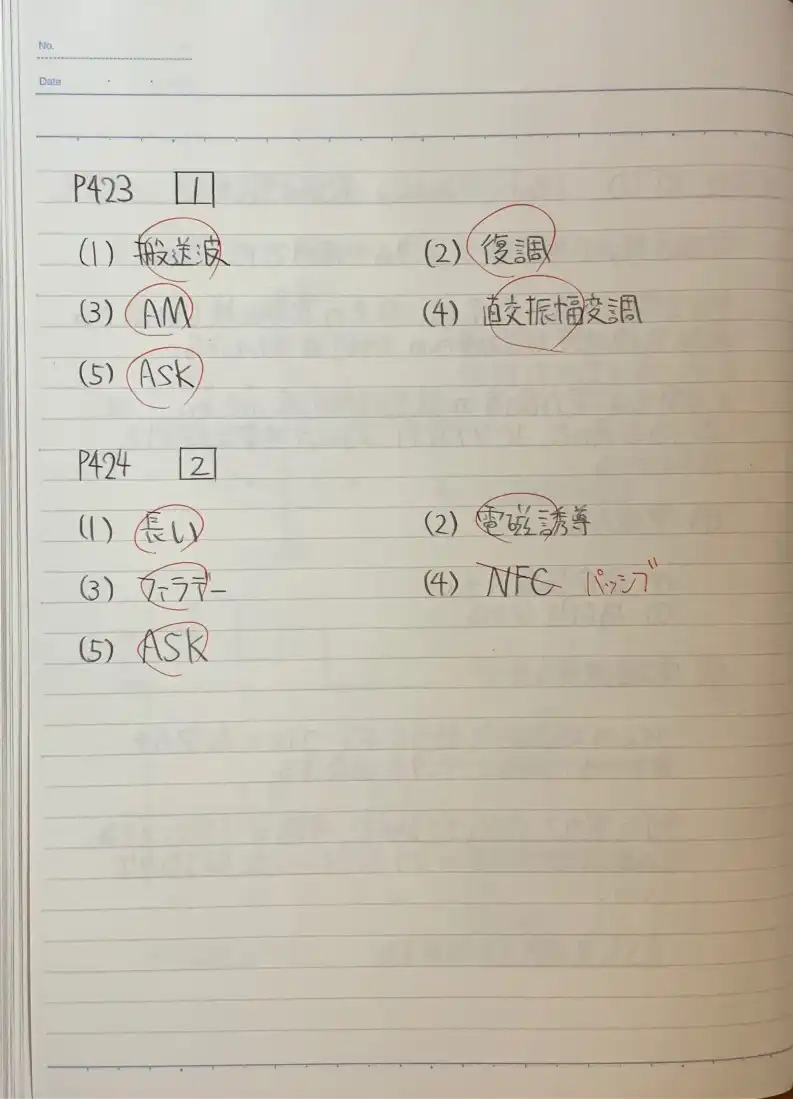 No.
Date
P423 1
(1) 搬送波 (2) 復調
(3) AM (4) 直交振幅変調
(5) ASK
P424 2
(1) 長い (2) 電磁誘導
(3) ファラデー (4) NFC パッシブ
(5) ASK